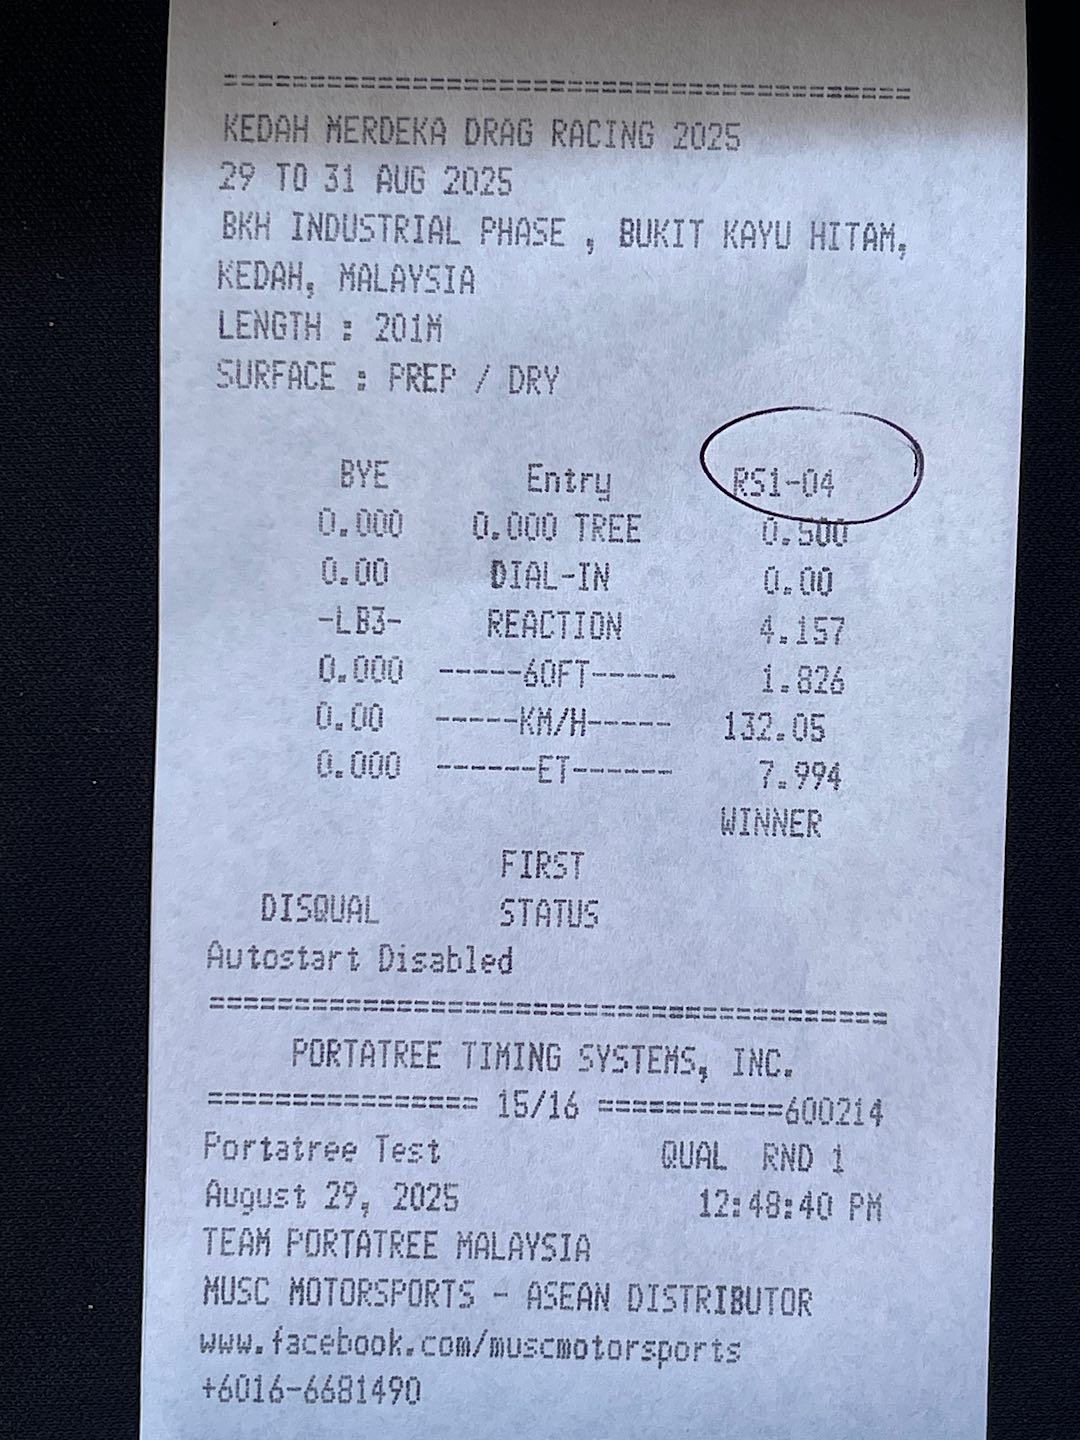 ========================================
KEDAH MERDEKA DRAG RACING 2025
29 TO 31 AUG 2025
BKH INDUSTRIAL PHASE , BUKIT KAYU HITAM,
KEDAH, MALAYSIA
LENGTH : 201M
SURFACE : PREP / DRY
BYE Entry RS1-04
0.000 0.000 TREE 0.500
0.00 DIAL-IN 0.00
-LB3- REACTION 4.157
0.000 -----60FT----- 1.826
0.00 -----KM/H----- 132.05
0.000 ------ET------ 7.994
WINNER
FIRST
DISQUAL STATUS
Autostart Disabled
========================================
PORTATREE TIMING SYSTEMS, INC.
================ 15/16 ===========600214
Portatree Test QUAL RND 1
August 29, 2025 12:48:40 PM
TEAM PORTATREE MALAYSIA
MUSC MOTORSPORTS - ASEAN DISTRIBUTOR
www.facebook.com/muscmotorsports
+6016-6681490